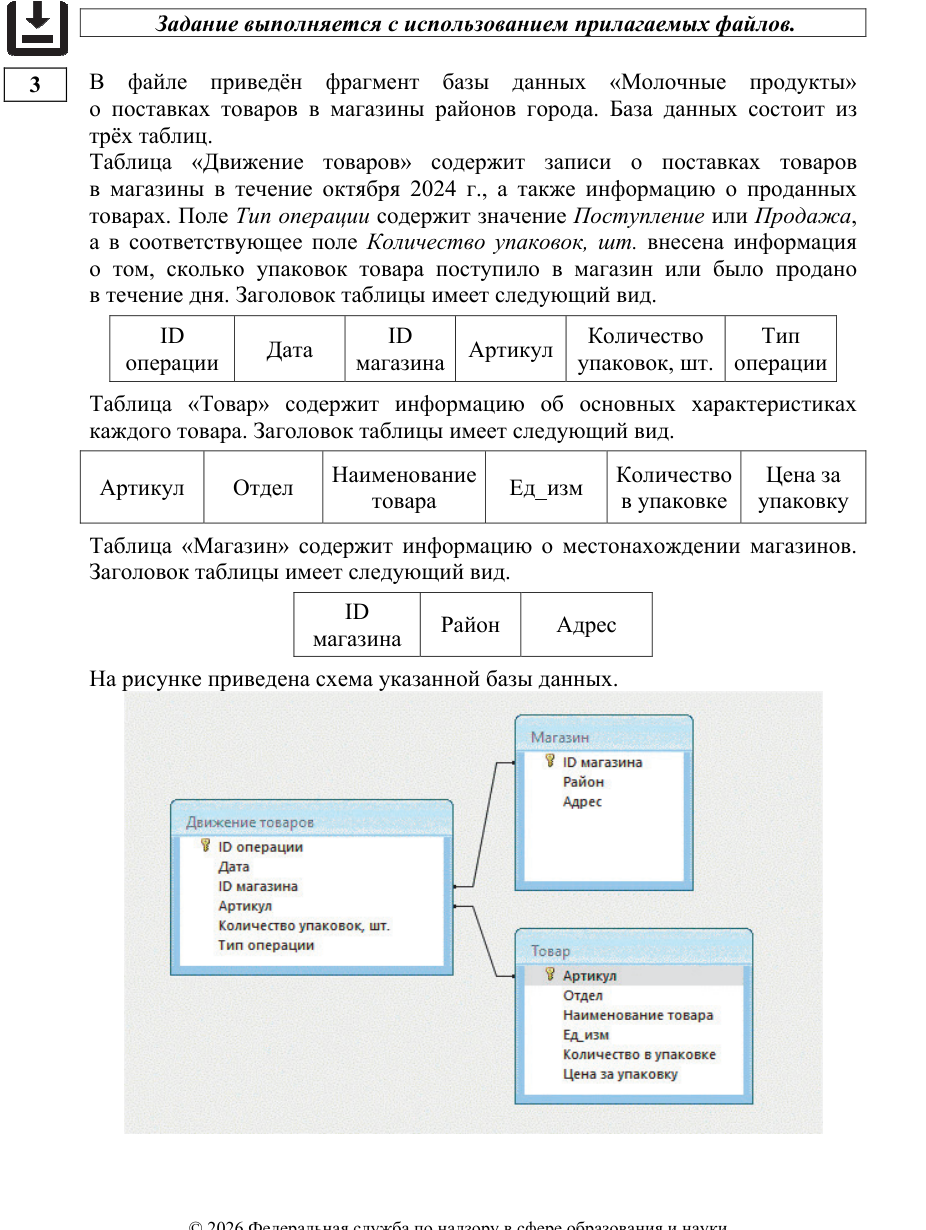 Задание выполняется с использованием прилагаемых файлов.
3
В файле приведён фрагмент базы данных «Молочные продукты»
о поставках товаров в магазины районов города. База данных состоит из
трёх таблиц.
Таблица «Движение товаров» содержит записи о поставках товаров
в магазины в течение октября 2024 г., а также информацию о проданных
товарах. Поле Тип операции содержит значение Поступление или Продажа,
а в соответствующее поле Количество упаковок, шт. внесена информация
о том, сколько упаковок товара поступило в магазин или было продано
в течение дня. Заголовок таблицы имеет следующий вид.
ID операции
Дата
ID магазина
Артикул
Количество упаковок, шт.
Тип операции
Таблица «Товар» содержит информацию об основных характеристиках
каждого товара. Заголовок таблицы имеет следующий вид.
Артикул
Отдел
Наименование товара
Ед_изм
Количество в упаковке
Цена за упаковку
Таблица «Магазин» содержит информацию о местонахождении магазинов.
Заголовок таблицы имеет следующий вид.
ID магазина
Район
Адрес
На рисунке приведена схема указанной базы данных.
Магазин
ID магазина
Район
Адрес
Движение товаров
ID операции
Дата
ID магазина
Артикул
Количество упаковок, шт.
Тип операции
Товар
Артикул
Отдел
Наименование товара
Ед_изм
Количество в упаковке
Цена за упаковку
© 2026 Федеральная служба по надзору в сфере образования и науки